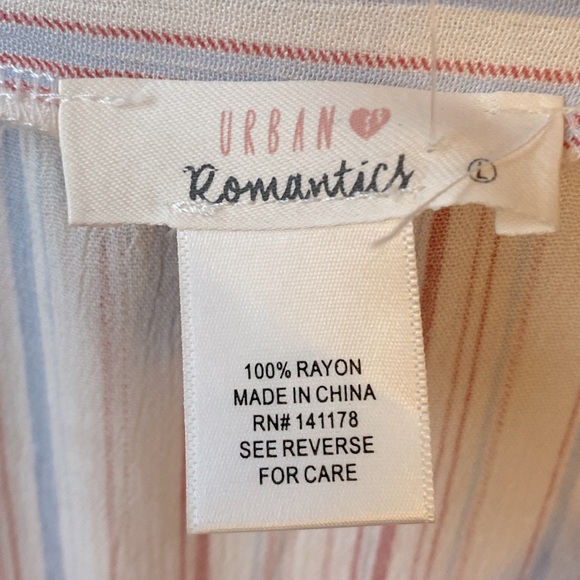 URBAN
Romantics
L
100% RAYON
MADE IN CHINA
RN# 141178
SEE REVERSE
FOR CARE